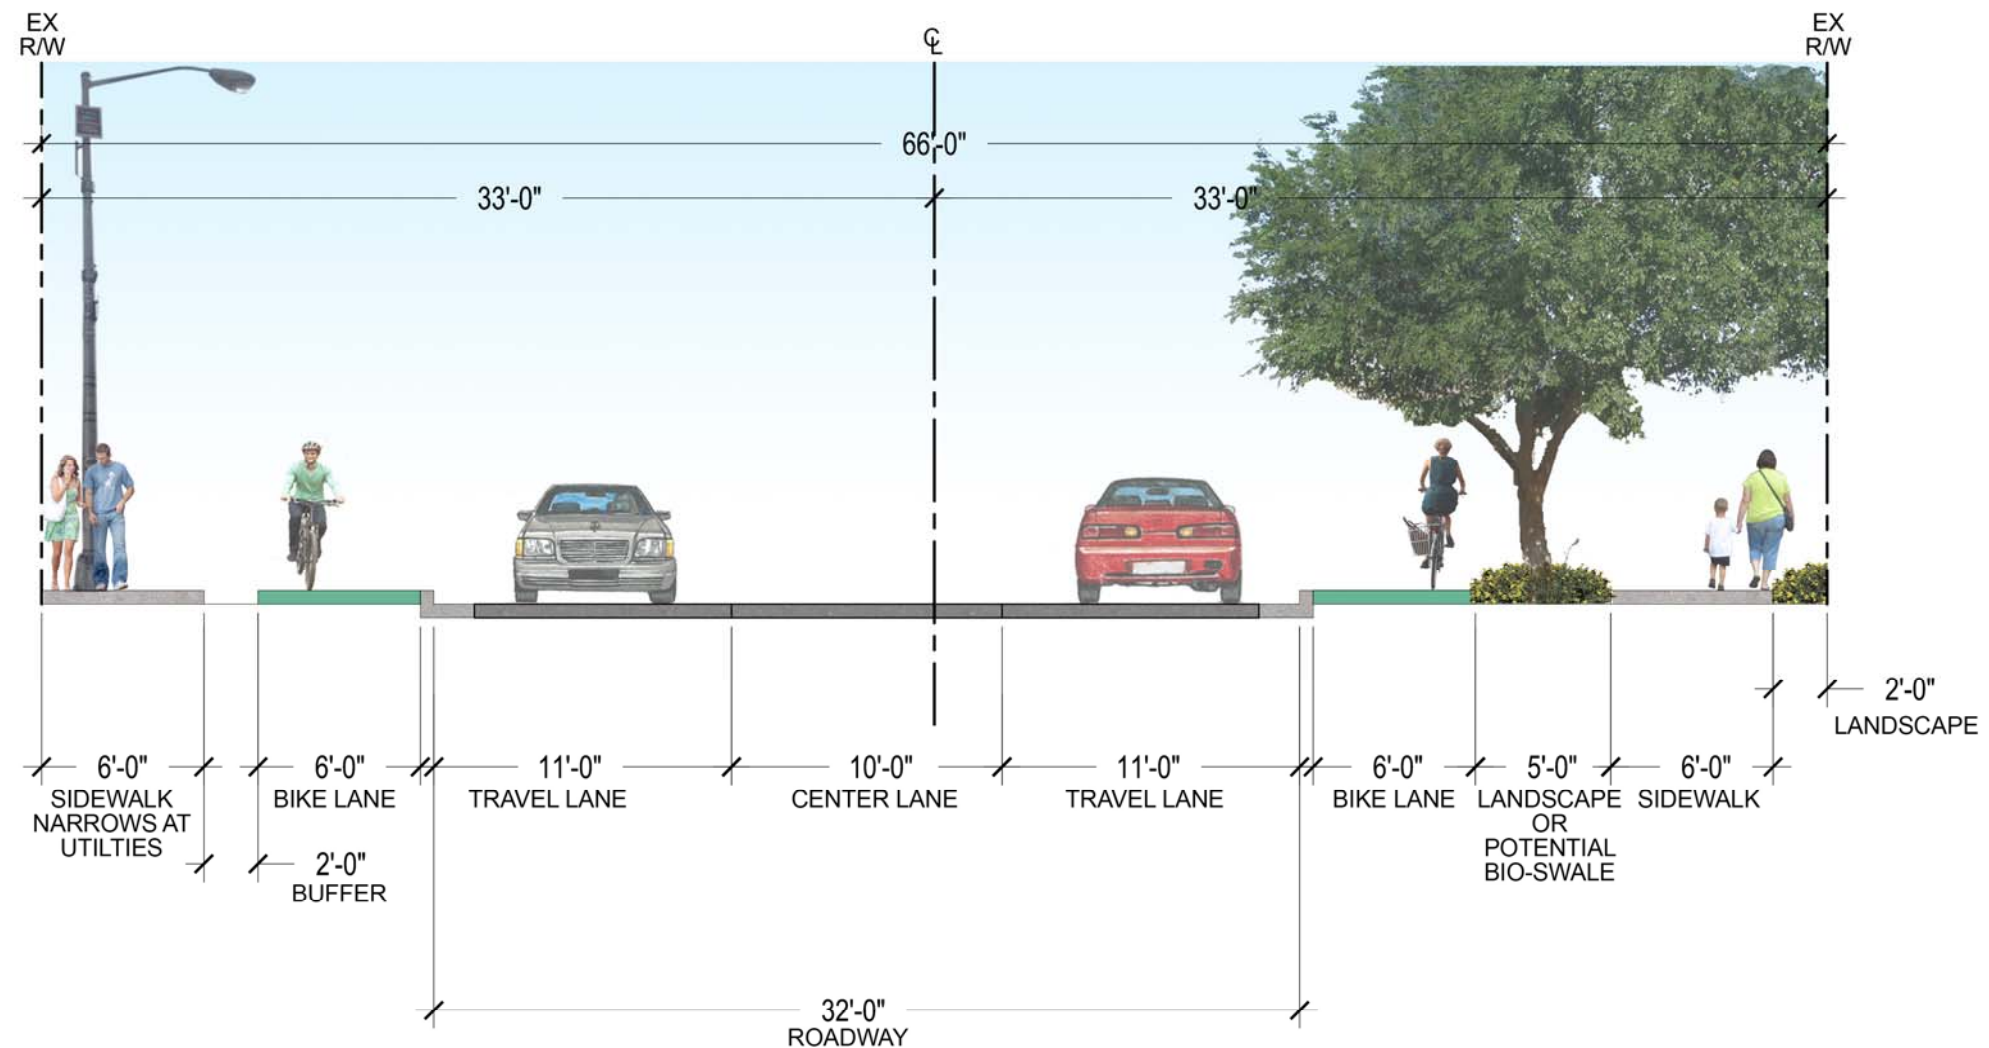 EX
R/W
℄
EX
R/W
66'-0"
33'-0"
33'-0"
2'-0"
LANDSCAPE
6'-0"
SIDEWALK
NARROWS AT
UTILTIES
6'-0"
BIKE LANE
2'-0"
BUFFER
11'-0"
TRAVEL LANE
10'-0"
CENTER LANE
11'-0"
TRAVEL LANE
6'-0"
BIKE LANE
5'-0"
LANDSCAPE
OR
POTENTIAL
BIO-SWALE
6'-0"
SIDEWALK
32'-0"
ROADWAY